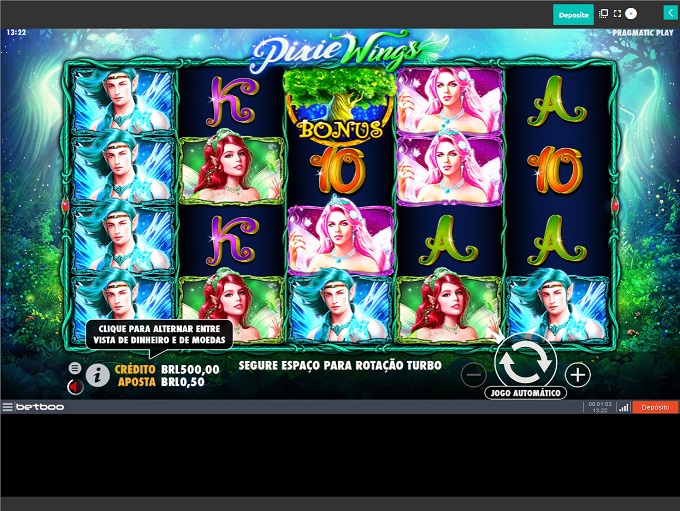 Deposite
13:22
Pixie Wings
PRAGMATIC PLAY
K
BONUS
A
10
10
K
A
A
CLIQUE PARA ALTERNAR ENTRE
VISTA DE DINHEIRO E DE MOEDAS
CRÉDITO BRL500,00
APOSTA BRL0,50
SEGURE ESPAÇO PARA ROTAÇÃO TURBO
JOGO AUTOMÁTICO
betboo
00:01:03
13:22
Depósito